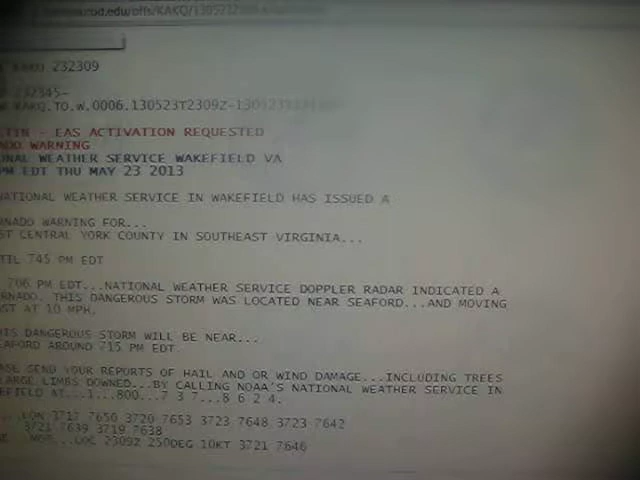 KAKQ 232309
232345-
KAKQ.TO.W.0006.130523T2309Z-
- EAS ACTIVATION REQUESTED
WARNING
NAL WEATHER SERVICE WAKEFIELD VA
PM EDT THU MAY 23 2013
NATIONAL WEATHER SERVICE IN WAKEFIELD HAS ISSUED A
RNADO WARNING FOR...
ST CENTRAL YORK COUNTY IN SOUTHEAST VIRGINIA...
TIL 745 PM EDT
706 PM EDT...NATIONAL WEATHER SERVICE DOPPLER RADAR INDICATED A
RNADO. THIS DANGEROUS STORM WAS LOCATED NEAR SEAFORD...AND MOVING
ST AT 10 MPH.
IS DANGEROUS STORM WILL BE NEAR...
EAFORD AROUND 715 PM EDT.
ASE SEND YOUR REPORTS OF HAIL AND OR WIND DAMAGE...INCLUDING TREES
LARGE LIMBS DOWNED...BY CALLING NOAA'S NATIONAL WEATHER SERVICE IN
EFIELD AT...1...800...7 3 7...8 6 2 4.
LON 3717 7650 3720 7653 3723 7648 3723 7642
3721 7639 3719 7638
MOT...LOC 2309Z 250DEG 10KT 3721 7646